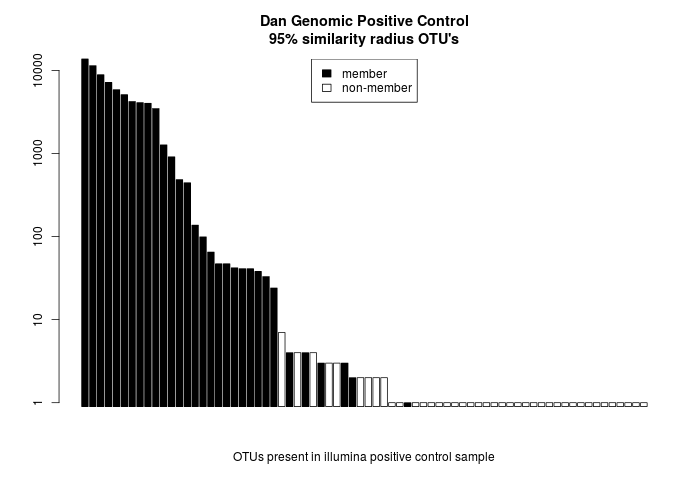 Dan Genomic Positive Control
95% similarity radius OTU's
member
non-member
10000
1000
100
10
1
OTUs present in illumina positive control sample